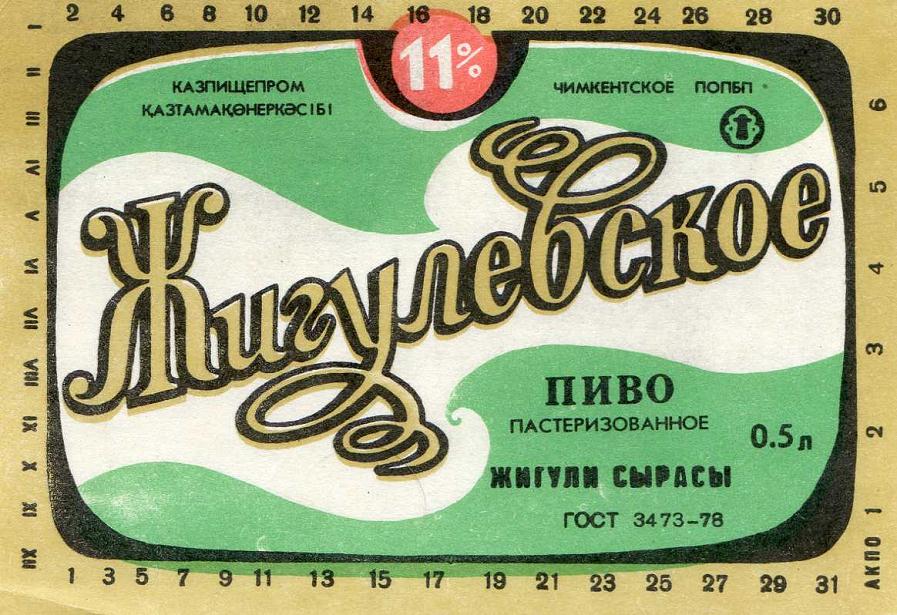 2 4 6 8 10 12 14 16 18 20 22 24 26 28 30
11%
КАЗПИЩЕПРОМ
ҚАЗТАМАҚӨНЕРКӘСІБІ
ЧИМКЕНТСКОЕ ПОПБП
Жигулевское
ПИВО
ПАСТЕРИЗОВАННОЕ
0.5л
ЖИГУЛИ СЫРАСЫ
ГОСТ 3473-78
1 3 5 7 9 11 13 15 17 19 21 23 25 27 29 31
I II III IV V VI VII VIII IX X XI XII
АКПО 1 2 3 4 5 6